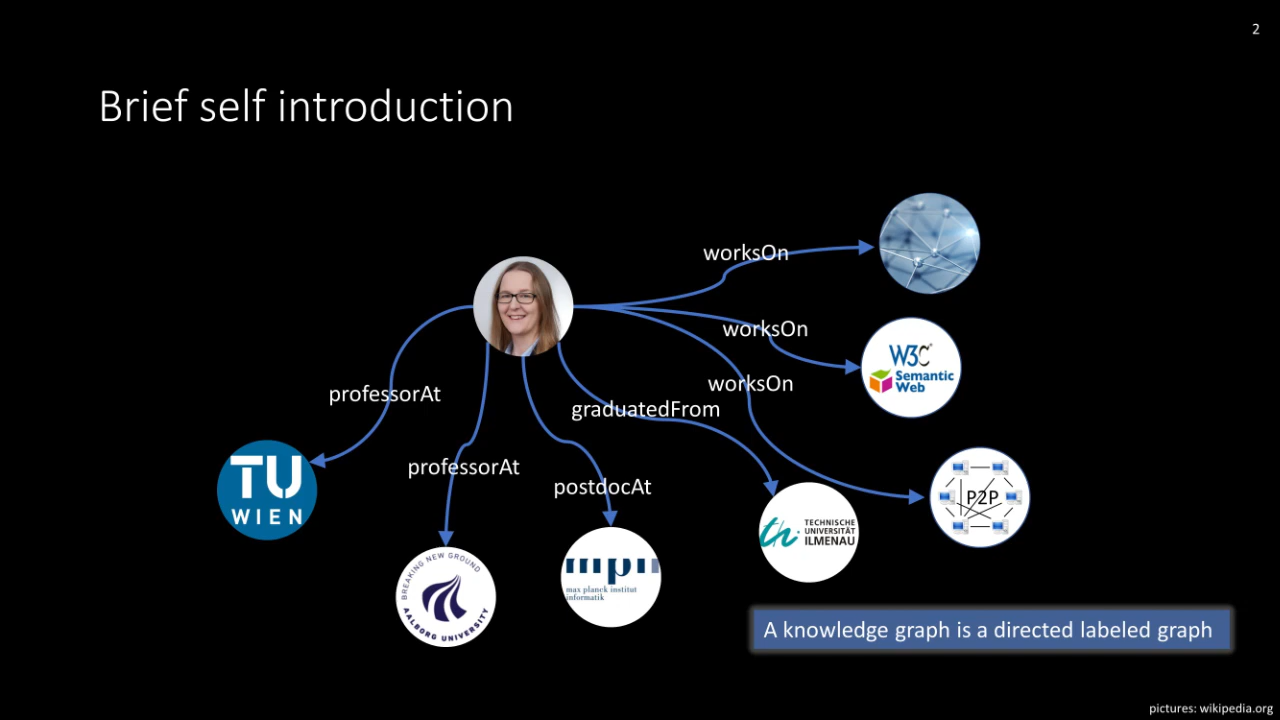 2
Brief self introduction
worksOn
worksOn
W3C®
Semantic
Web
worksOn
professorAt
graduatedFrom
professorAt
postdocAt
TU
WIEN
P2P
th
TECHNISCHE
UNIVERSITÄT
ILMENAU
BREAKING NEW GROUND
AALBORG UNIVERSITY
mpi
max planck institut
informatik
A knowledge graph is a directed labeled graph
pictures: wikipedia.org